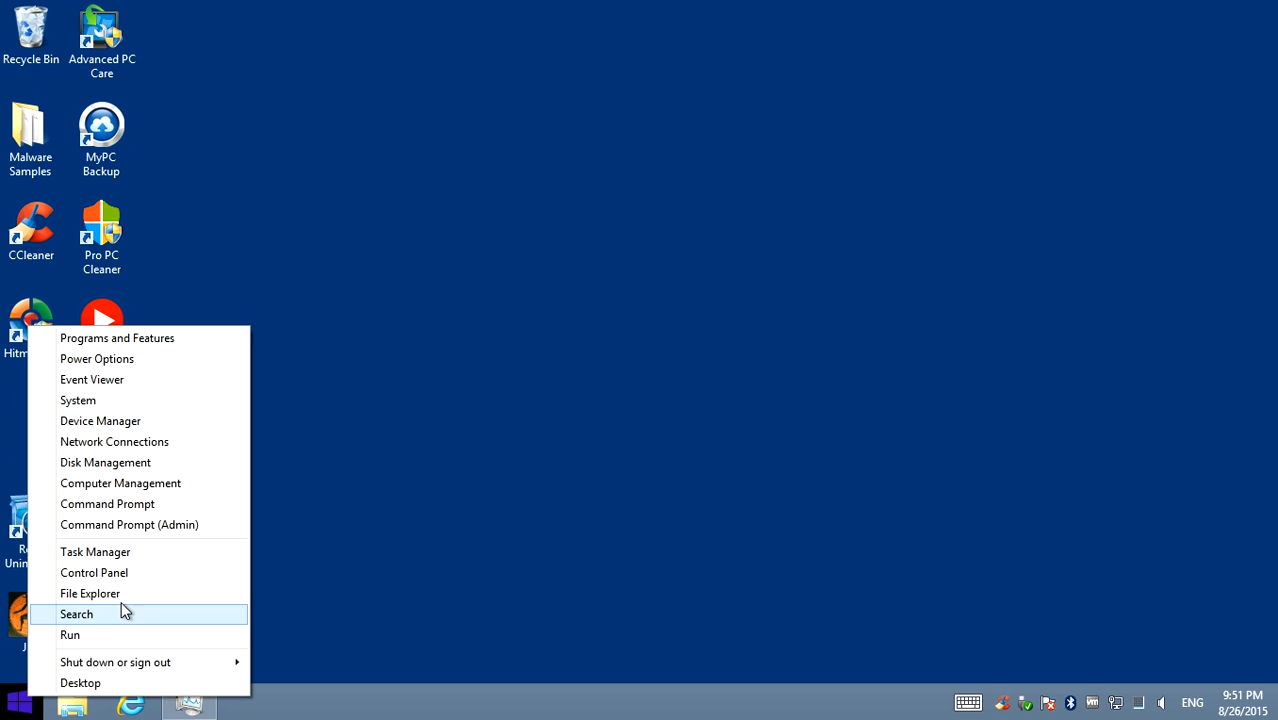 Recycle Bin
Advanced PC
Care
Malware
Samples
MyPC
Backup
CCleaner
Pro PC
Cleaner
Hitm
Programs and Features
Power Options
Event Viewer
System
Device Manager
Network Connections
Disk Management
Computer Management
Command Prompt
Command Prompt (Admin)
Task Manager
Control Panel
File Explorer
Search
Run
Shut down or sign out
Desktop
Unin
ENG
9:51 PM
8/26/2015